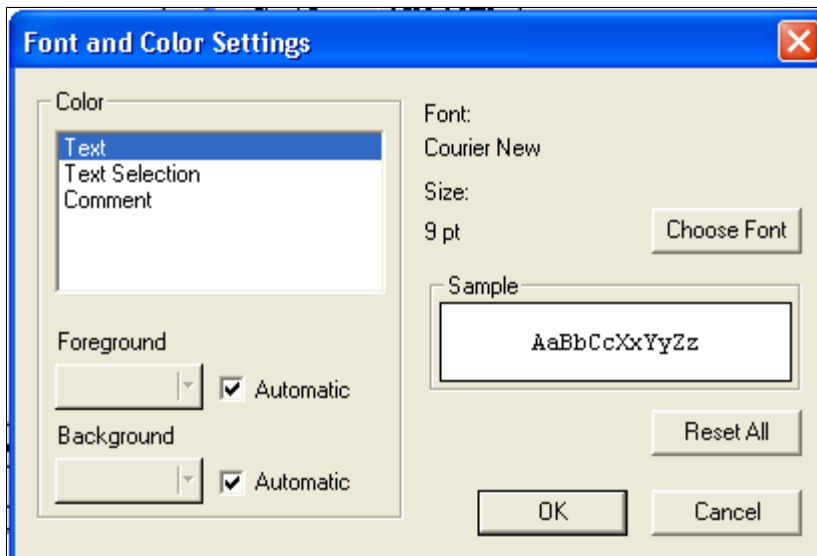 Font and Color Settings
Color
Text
Text Selection
Comment
Foreground
Automatic
Background
Automatic
Font:
Courier New
Size:
9 pt
Choose Font
Sample
AaBbCcXxYyZz
Reset All
OK
Cancel